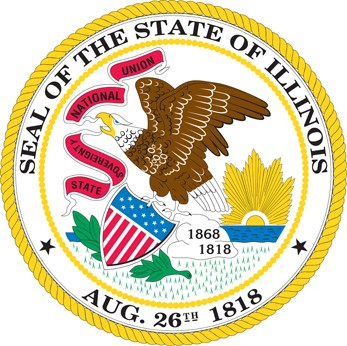 SEAL OF THE STATE OF ILLINOIS
UNION
NATIONAL
SOVEREIGNTY
STATE
1868
1818
AUG. 26TH 1818